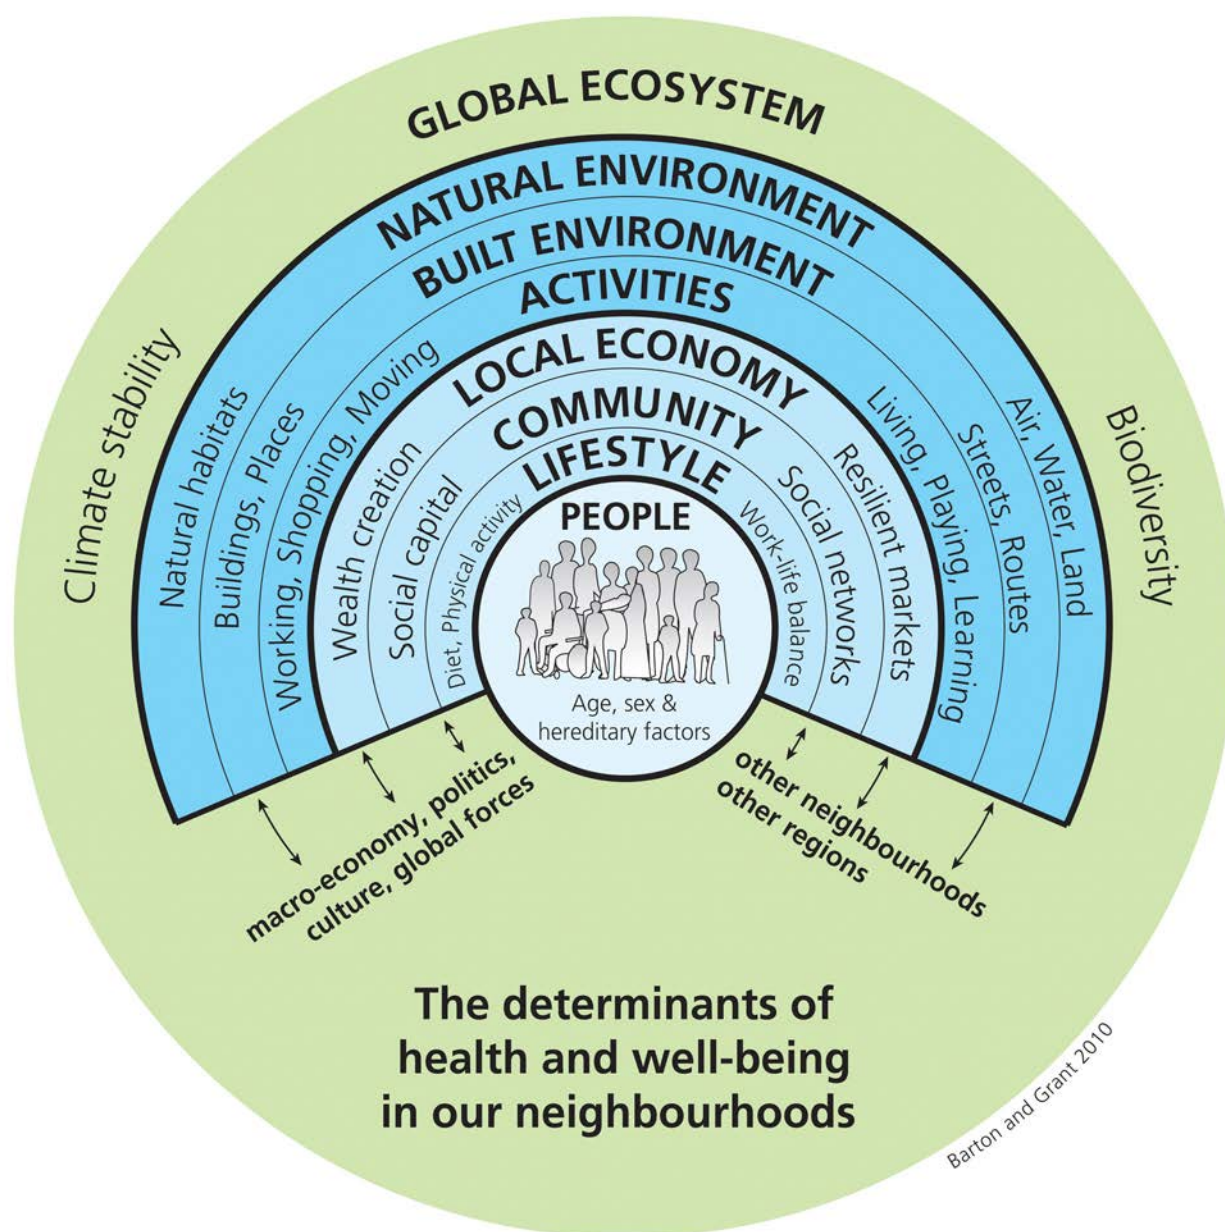 GLOBAL ECOSYSTEM
NATURAL ENVIRONMENT
BUILT ENVIRONMENT
ACTIVITIES
LOCAL ECONOMY
COMMUNITY
LIFESTYLE
PEOPLE
Age, sex &
hereditary factors
Climate stability
Natural habitats
Buildings, Places
Working, Shopping, Moving
Wealth creation
Social capital
Diet, Physical activity
Work-life balance
Social networks
Resilient markets
Living, Playing, Learning
Streets, Routes
Air, Water, Land
Biodiversity
macro-economy, politics,
culture, global forces
other neighbourhoods
other regions
The determinants of
health and well-being
in our neighbourhoods
Barton and Grant 2010